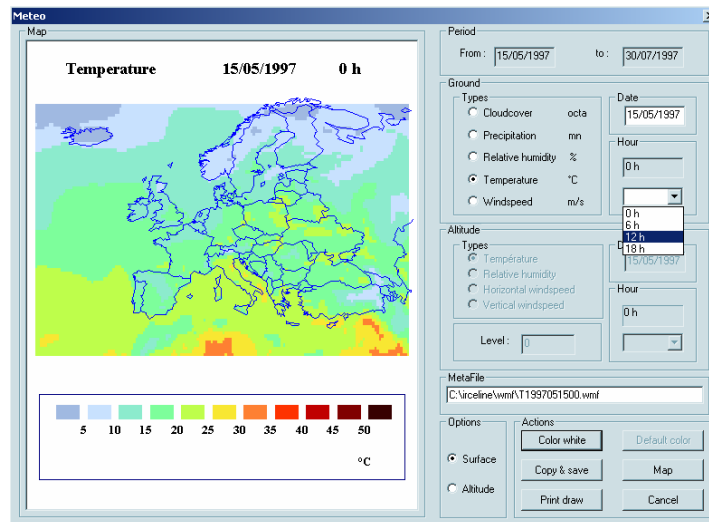 Meteo
Map
Temperature 15/05/1997 0 h
5 10 15 20 25 30 35 40 45 50
°C
Period
From : 15/05/1997 to : 30/07/1997
Ground
Types
Cloudcover octa
Precipitation mn
Relative humidity %
Temperature °C
Windspeed m/s
Date
15/05/1997
Hour
0 h
0 h
6 h
12 h
18 h
Altitude
Types
Température
Relative humidity
Horizontal windspeed
Vertical windspeed
Level : 0
15/05/1997
Hour
0 h
MetaFile
C:\irceline\wmf\T1997051500.wmf
Options
Surface
Altitude
Actions
Color white Default color
Copy & save Map
Print draw Cancel